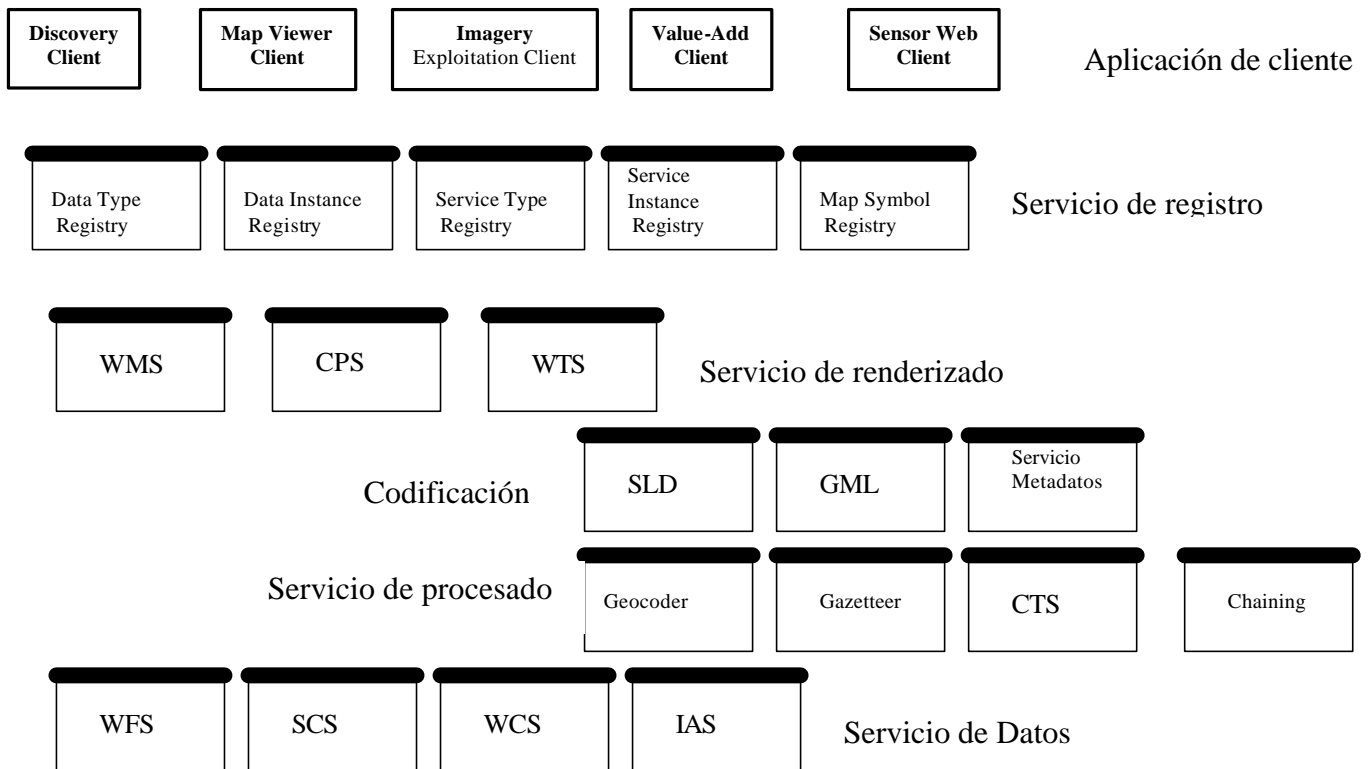 Discovery
Client
Map Viewer
Client
Imagery
Exploitation Client
Value-Add
Client
Sensor Web
Client
Aplicación de cliente
Data Type
Registry
Data Instance
Registry
Service Type
Registry
Service
Instance
Registry
Map Symbol
Registry
Servicio de registro
WMS
CPS
WTS
Servicio de renderizado
Codificación
SLD
GML
Servicio
Metadatos
Servicio de procesado
Geocoder
Gazetteer
CTS
Chaining
WFS
SCS
WCS
IAS
Servicio de Datos